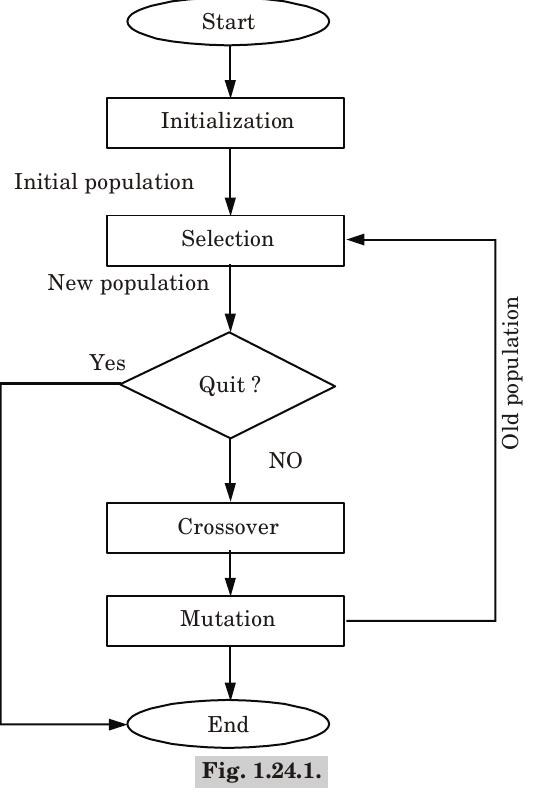 Start
Initialization
Initial population
Selection
New population
Yes
Quit ?
NO
Crossover
Mutation
Old population
End
Fig. 1.24.1.